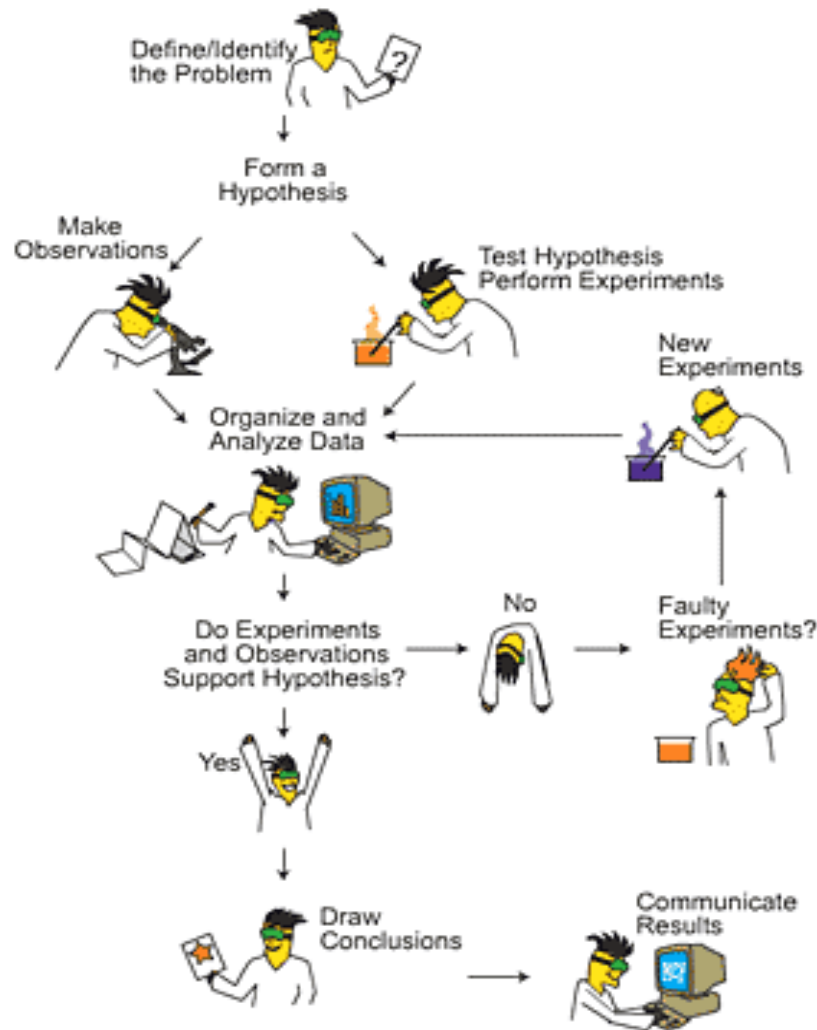 Define/Identify
the Problem
?
Form a
Hypothesis
Make
Observations
Test Hypothesis
Perform Experiments
New
Experiments
Organize and
Analyze Data
No
Faulty
Experiments?
Do Experiments
and Observations
Support Hypothesis?
Yes
Draw
Conclusions
Communicate
Results